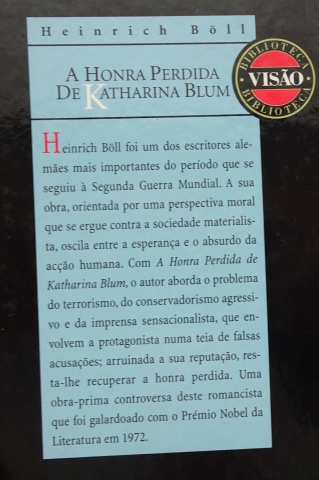 Heinrich Böll
A HONRA PERDIDA
DE KATHARINA BLUM
BIBLIOTECA
VISÃO
BIBLIOTECA
Heinrich Böll foi um dos escritores ale-
mães mais importantes do período que se
seguiu à Segunda Guerra Mundial. A sua
obra, orientada por uma perspectiva moral
que se ergue contra a sociedade materialis-
ta, oscila entre a esperança e o absurdo da
acção humana. Com A Honra Perdida de
Katharina Blum, o autor aborda o problema
do terrorismo, do conservadorismo agressi-
vo e da imprensa sensacionalista, que en-
volvem a protagonista numa teia de falsas
acusações; arruinada a sua reputação, res-
ta-lhe recuperar a honra perdida. Uma
obra-prima controversa deste romancista
que foi galardoado com o Prémio Nobel da
Literatura em 1972.